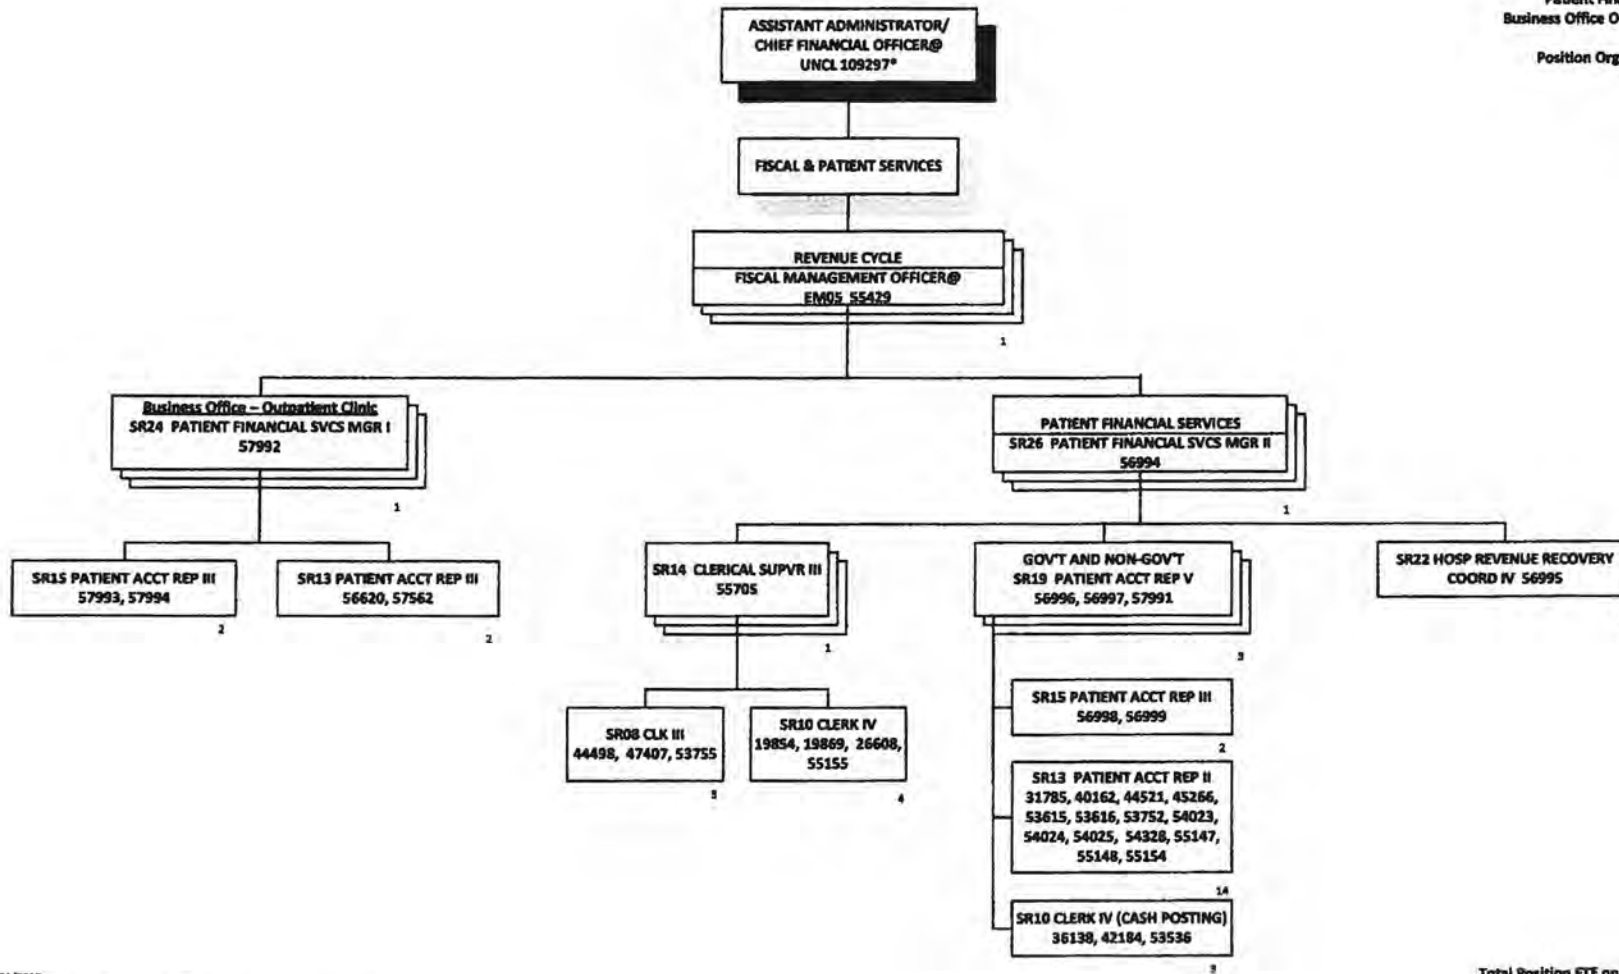 Business Office O
Position Org
ASSISTANT ADMINISTRATOR/
CHIEF FINANCIAL OFFICER@
UNCL 109297*
FISCAL & PATIENT SERVICES
REVENUE CYCLE
FISCAL MANAGEMENT OFFICER@
EM05 55429
1
Business Office – Outpatient Clinic
SR24 PATIENT FINANCIAL SVCS MGR I
57992
1
PATIENT FINANCIAL SERVICES
SR26 PATIENT FINANCIAL SVCS MGR II
56994
1
SR15 PATIENT ACCT REP III
57993, 57994
2
SR13 PATIENT ACCT REP III
56620, 57562
2
SR14 CLERICAL SUPVR III
55705
1
GOV'T AND NON-GOV'T
SR19 PATIENT ACCT REP V
56996, 56997, 57991
3
SR22 HOSP REVENUE RECOVERY
COORD IV 56995
SR08 CLK III
44498, 47407, 53755
3
SR10 CLERK IV
19854, 19869, 26608,
55155
4
SR15 PATIENT ACCT REP III
56998, 56999
2
SR13 PATIENT ACCT REP II
31785, 40162, 44521, 45266,
53615, 53616, 53752, 54023,
54024, 54025, 54328, 55147,
55148, 55154
14
SR10 CLERK IV (CASH POSTING)
36138, 42184, 53536
3